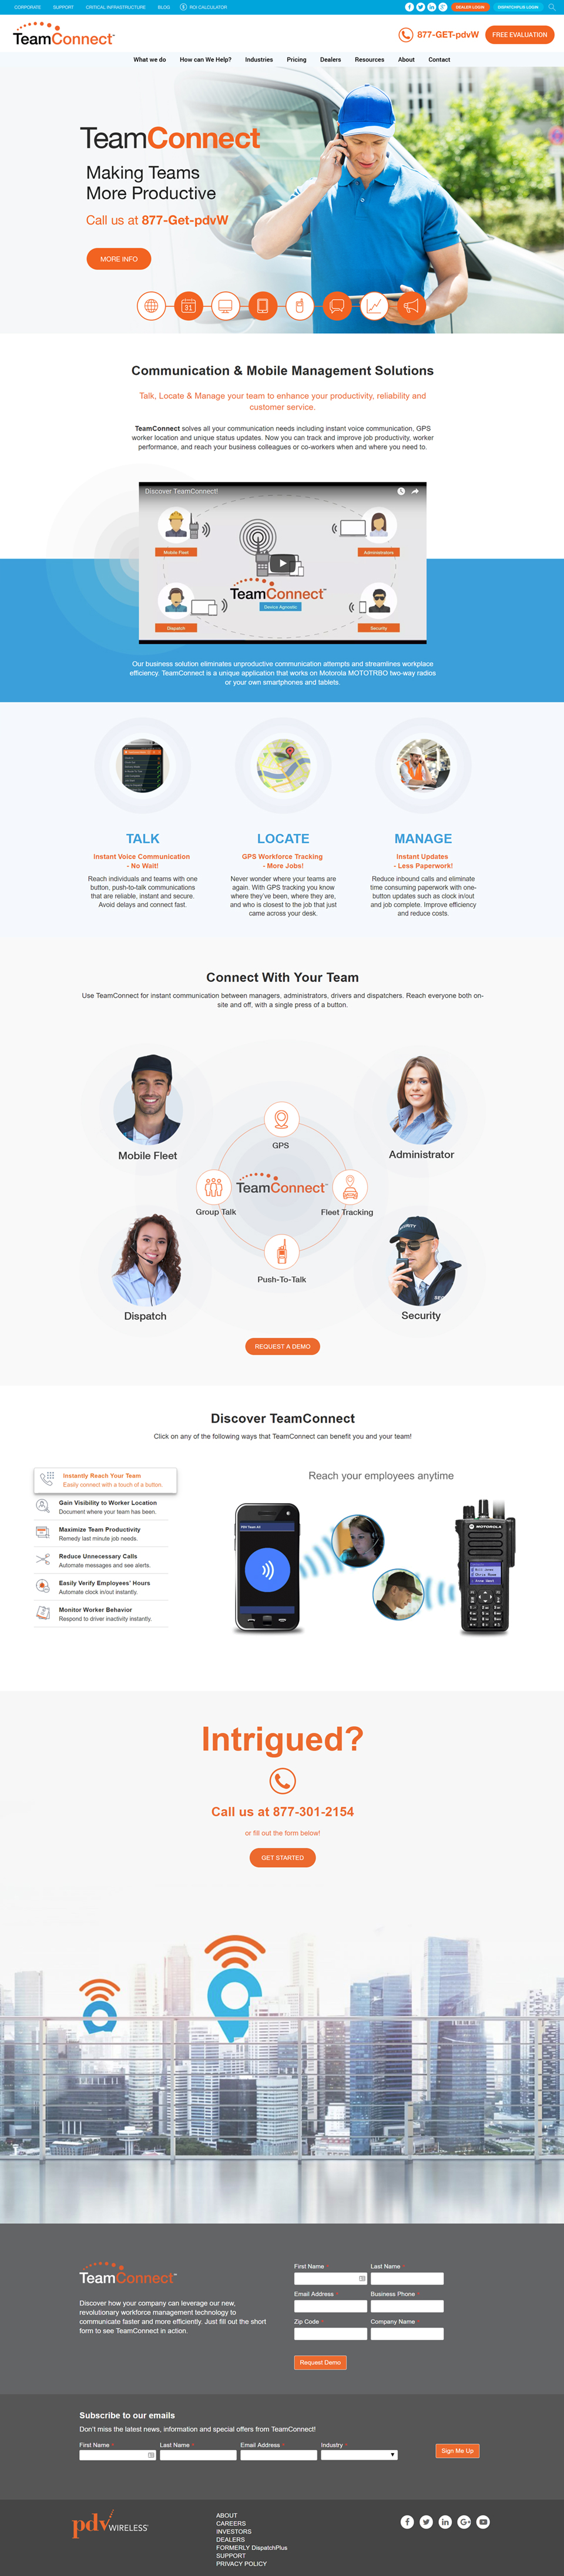 CORPORATE SUPPORT CRITICAL INFRASTRUCTURE BLOG ROI CALCULATOR DEALER LOGIN DISPATCHPLUS LOGIN
TeamConnect
877-GET-pdvW FREE EVALUATION
What we do How can We Help? Industries Pricing Dealers Resources About Contact
TeamConnect
Making Teams
More Productive
Call us at 877-Get-pdvW
MORE INFO
31
Communication & Mobile Management Solutions
Talk, Locate & Manage your team to enhance your productivity, reliability and
customer service.
TeamConnect solves all your communication needs including instant voice communication, GPS
worker location and unique status updates. Now you can track and improve job productivity, worker
performance, and reach your business colleagues or co-workers when and where you need to.
Discover TeamConnect!
Mobile Fleet
Administrators
TeamConnect™
Device Agnostic
Dispatch
Security
Our business solution eliminates unproductive communication attempts and streamlines workplace
efficiency. TeamConnect is a unique application that works on Motorola MOTOTRBO two-way radios
or your own smartphones and tablets.
TALK
Instant Voice Communication
- No Wait!
Reach individuals and teams with one
button, push-to-talk communications
that are reliable, instant and secure.
Avoid delays and connect fast.
LOCATE
GPS Workforce Tracking
- More Jobs!
Never wonder where your teams are
again. With GPS tracking you know
where they've been, where they are,
and who is closest to the job that just
came across your desk.
MANAGE
Instant Updates
- Less Paperwork!
Reduce inbound calls and eliminate
time consuming paperwork with one-
button updates such as clock in/out
and job complete. Improve efficiency
and reduce costs.
Connect With Your Team
Use TeamConnect for instant communication between managers, administrators, drivers and dispatchers. Reach everyone both on-
site and off, with a single press of a button.
Mobile Fleet
Administrator
GPS
TeamConnect™
Group Talk
Fleet Tracking
Push-To-Talk
SECURITY
Dispatch
Security
REQUEST A DEMO
Discover TeamConnect
Click on any of the following ways that TeamConnect can benefit you and your team!
Instantly Reach Your Team
Easily connect with a touch of a button.
Gain Visibility to Worker Location
Document where your team has been.
Maximize Team Productivity
Remedy last minute job needs.
Reduce Unnecessary Calls
Automate messages and see alerts.
Easily Verify Employees' Hours
Automate clock in/out instantly.
Monitor Worker Behavior
Respond to driver inactivity instantly.
Reach your employees anytime
MOTOROLA
Intrigued?
Call us at 877-301-2154
or fill out the form below!
GET STARTED
TeamConnect™
Discover how your company can leverage our new,
revolutionary workforce management technology to
communicate faster and more efficiently. Just fill out the short
form to see TeamConnect in action.
First Name * Last Name *
Email Address * Business Phone *
Zip Code * Company Name *
Request Demo
Subscribe to our emails
Don't miss the latest news, information and special offers from TeamConnect!
First Name * Last Name * Email Address * Industry *
Sign Me Up
pdvWIRELESS
ABOUT
CAREERS
INVESTORS
DEALERS
FORMERLY DispatchPlus
SUPPORT
PRIVACY POLICY